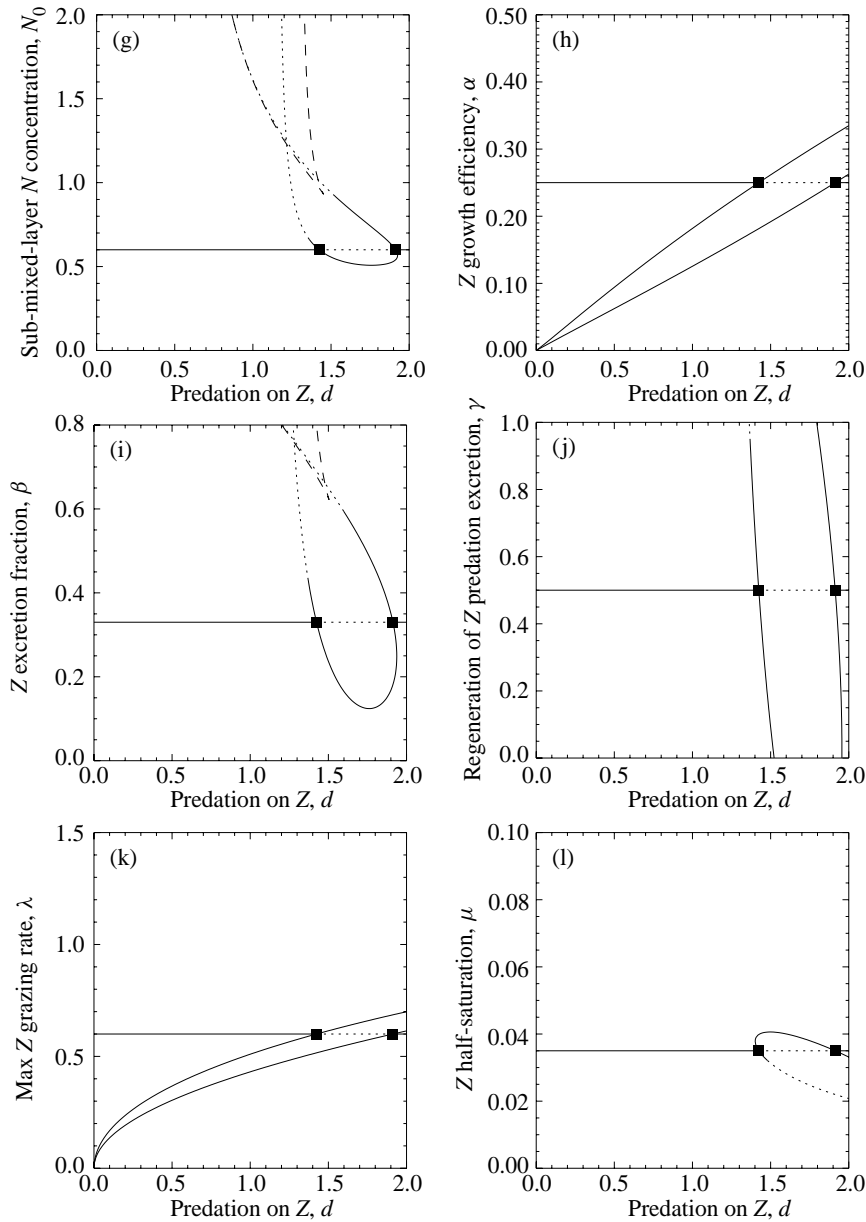 (g)
Sub-mixed-layer N concentration, N₀
2.0
1.5
1.0
0.5
0.0
0.0 0.5 1.0 1.5 2.0
Predation on Z, d
(h)
Z growth efficiency, α
0.50
0.40
0.30
0.20
0.10
0.00
0.0 0.5 1.0 1.5 2.0
Predation on Z, d
(i)
Z excretion fraction, β
0.8
0.6
0.4
0.2
0.0
0.0 0.5 1.0 1.5 2.0
Predation on Z, d
(j)
Regeneration of Z predation excretion, γ
1.0
0.8
0.6
0.4
0.2
0.0
0.0 0.5 1.0 1.5 2.0
Predation on Z, d
(k)
Max Z grazing rate, λ
1.5
1.0
0.5
0.0
0.0 0.5 1.0 1.5 2.0
Predation on Z, d
(l)
Z half-saturation, μ
0.10
0.08
0.06
0.04
0.02
0.00
0.0 0.5 1.0 1.5 2.0
Predation on Z, d